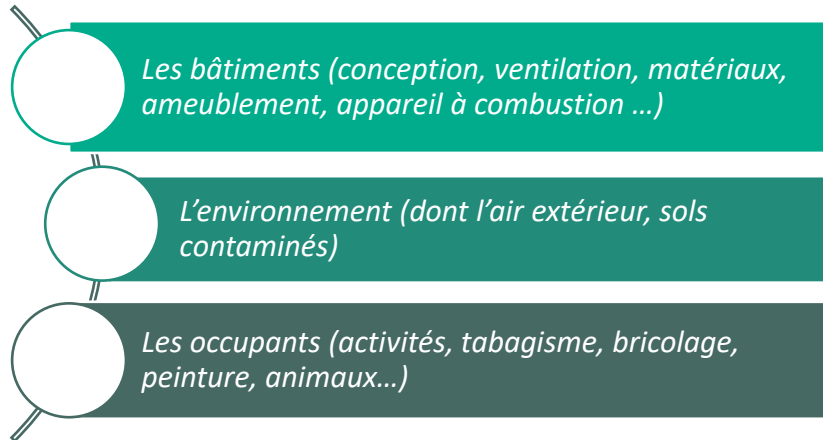 Les bâtiments (conception, ventilation, matériaux,
ameublement, appareil à combustion …)
L’environnement (dont l’air extérieur, sols
contaminés)
Les occupants (activités, tabagisme, bricolage,
peinture, animaux…)